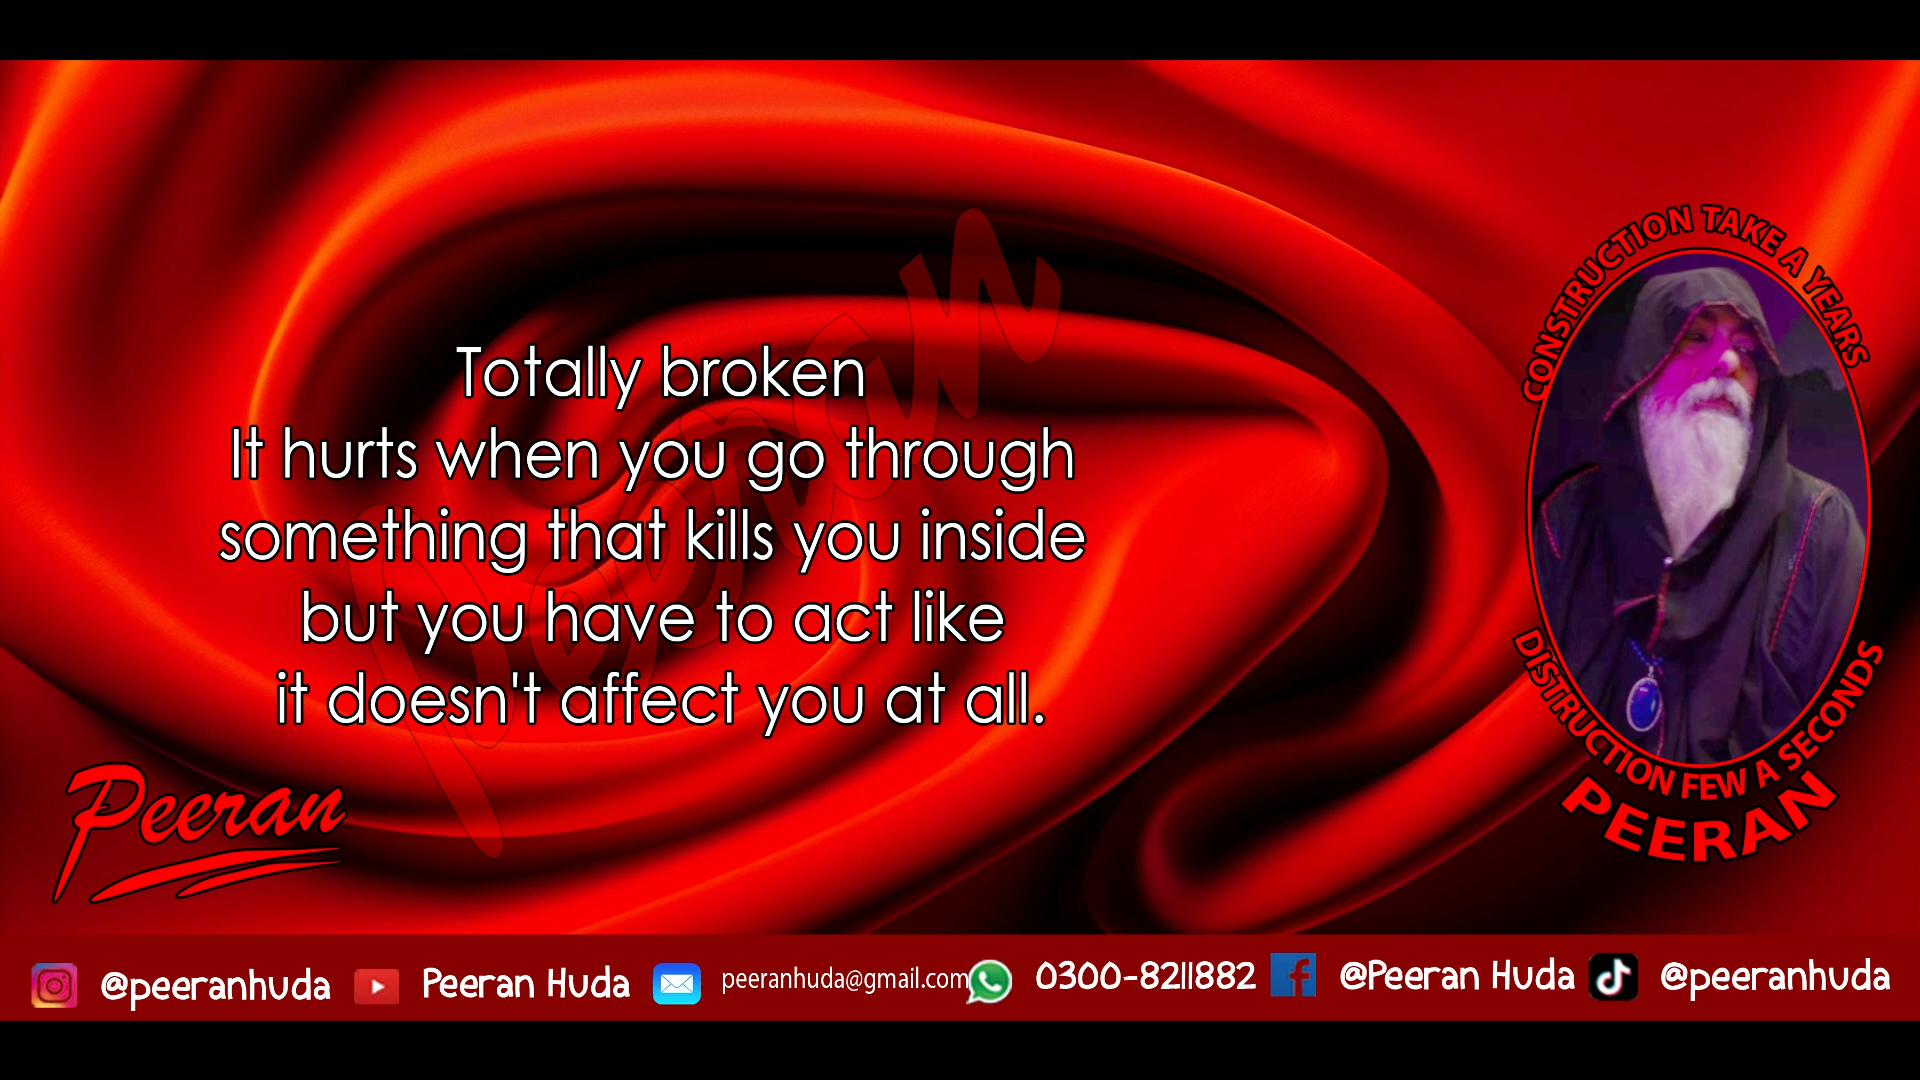 Totally broken
It hurts when you go through
something that kills you inside
but you have to act like
it doesn't affect you at all.
Peeran
CONSTRUCTION TAKE A YEARS
DISTRUCTION FEW A SECONDS
PEERAN
Peeran
@peeranhuda Peeran Huda peeranhuda@gmail.com 0300-8211882 @Peeran Huda @peeranhuda